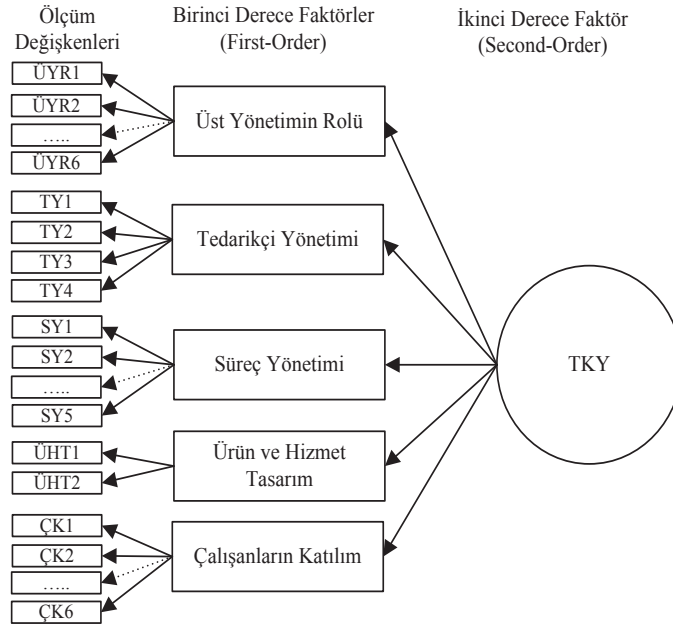 Ölçüm
Değişkenleri
Birinci Derece Faktörler
(First-Order)
İkinci Derece Faktör
(Second-Order)
ÜYR1
ÜYR2
.....
ÜYR6
Üst Yönetimin Rolü
TY1
TY2
TY3
TY4
Tedarikçi Yönetimi
SY1
SY2
.....
SY5
Süreç Yönetimi
TKY
ÜHT1
ÜHT2
Ürün ve Hizmet
Tasarım
ÇK1
ÇK2
.....
ÇK6
Çalışanların Katılım